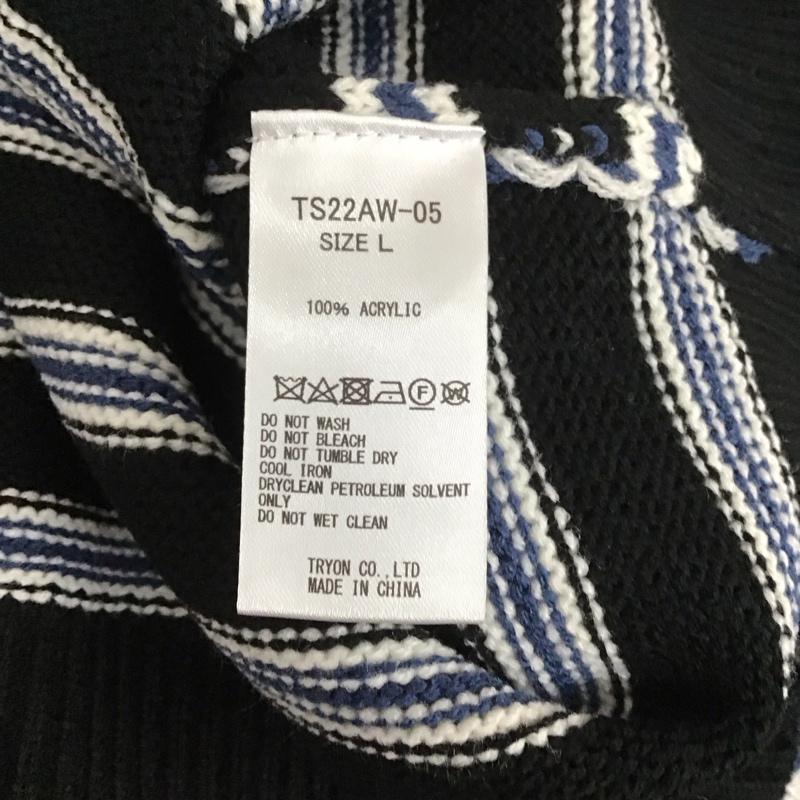 TS22AW-05
SIZE L
100% ACRYLIC
F W
DO NOT WASH
DO NOT BLEACH
DO NOT TUMBLE DRY
COOL IRON
DRYCLEAN PETROLEUM SOLVENT
ONLY
DO NOT WET CLEAN
TRYON CO.,LTD
MADE IN CHINA